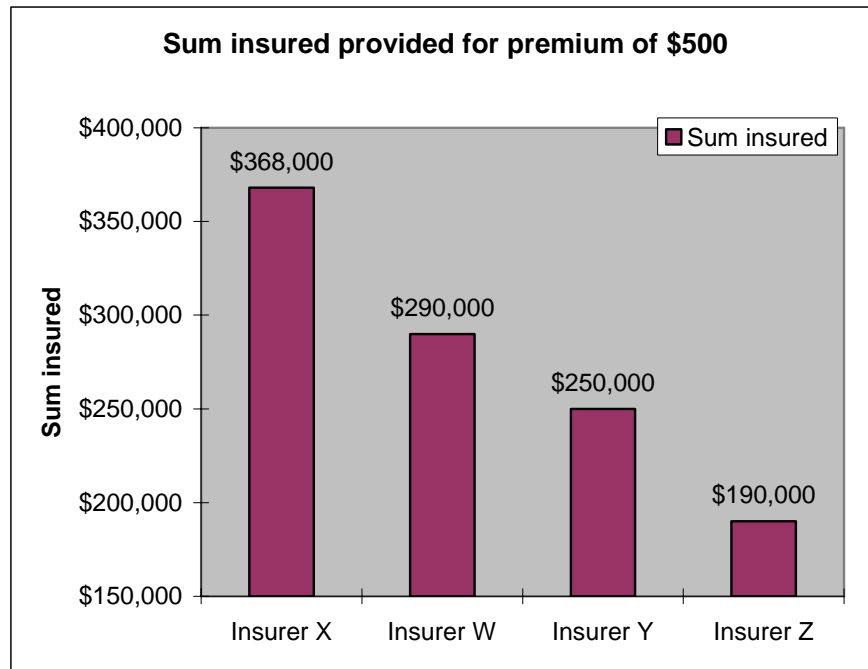 Sum insured provided for premium of $500
Sum insured
$400,000
$350,000
$300,000
$250,000
$200,000
$150,000
Sum insured
$368,000
$290,000
$250,000
$190,000
Insurer X
Insurer W
Insurer Y
Insurer Z